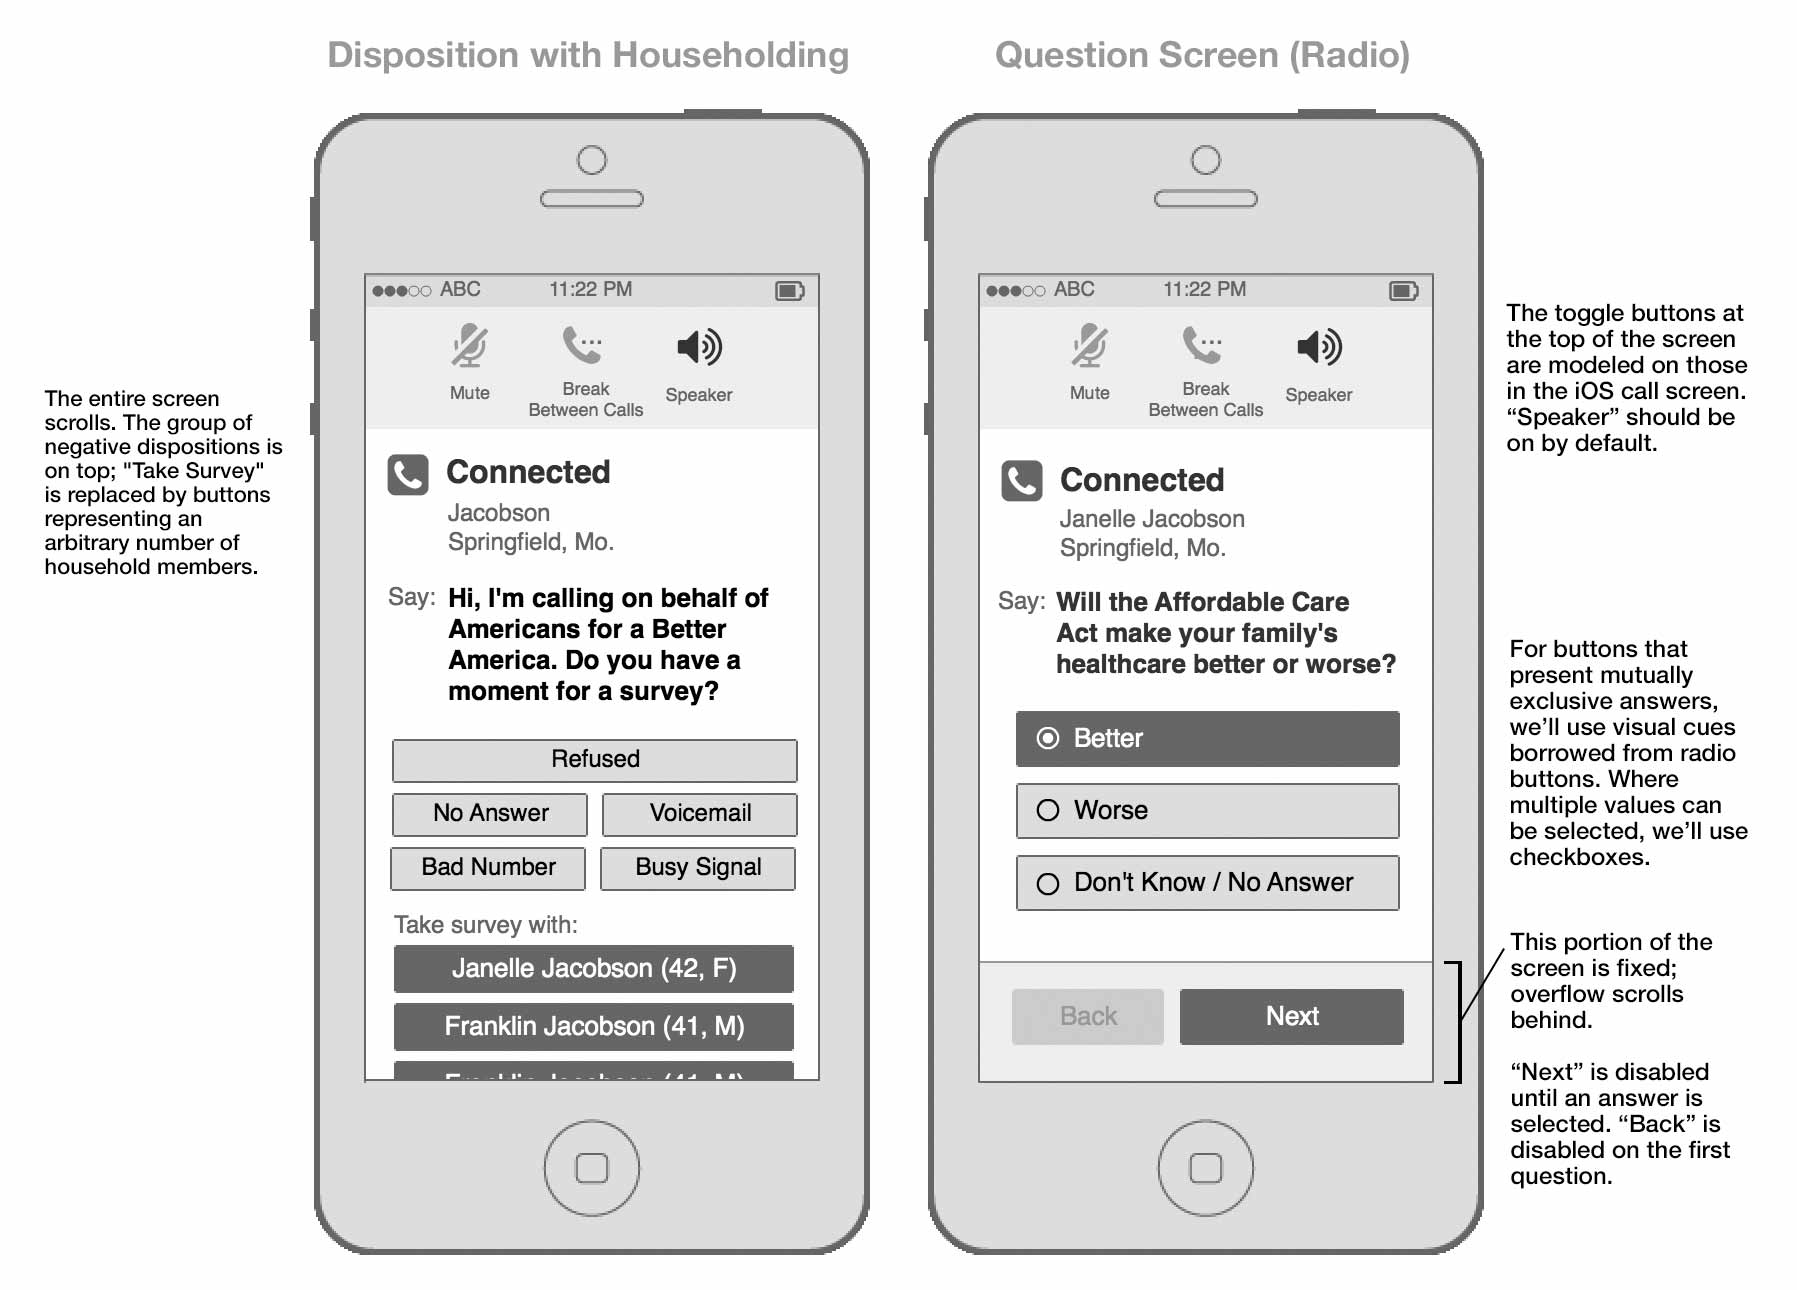 Disposition with Householding
The entire screen
scrolls. The group of
negative dispositions is
on top; "Take Survey"
is replaced by buttons
representing an
arbitrary number of
household members.
ABC 11:22 PM
Mute
Break
Between Calls
Speaker
Connected
Jacobson
Springfield, Mo.
Say: Hi, I'm calling on behalf of
Americans for a Better
America. Do you have a
moment for a survey?
Refused
No Answer Voicemail
Bad Number Busy Signal
Take survey with:
Janelle Jacobson (42, F)
Franklin Jacobson (41, M)
Franklin Jacobson (41, M)
Question Screen (Radio)
ABC 11:22 PM
Mute
Break
Between Calls
Speaker
Connected
Janelle Jacobson
Springfield, Mo.
Say: Will the Affordable Care
Act make your family's
healthcare better or worse?
Better
Worse
Don't Know / No Answer
Back Next
The toggle buttons at
the top of the screen
are modeled on those
in the iOS call screen.
“Speaker” should be
on by default.
For buttons that
present mutually
exclusive answers,
we’ll use visual cues
borrowed from radio
buttons. Where
multiple values can
be selected, we’ll use
checkboxes.
This portion of the
screen is fixed;
overflow scrolls
behind.
“Next” is disabled
until an answer is
selected. “Back” is
disabled on the first
question.